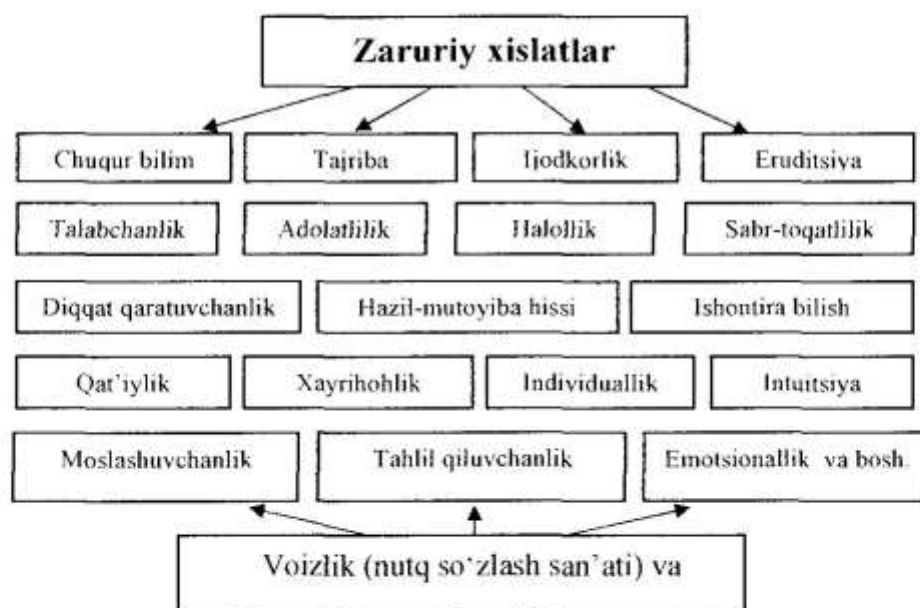 Zaruriy xislatlar
Chuqur bilim Tajriba Ijodkorlik Eruditsiya
Talabchanlik Adolatlilik Halollik Sabr-toqatlilik
Diqqat qaratuvchanlik Hazil-mutoyiba hissi Ishontira bilish
Qat'iylik Xayrihohlik Individuallik Intuitsiya
Moslashuvchanlik Tahlil qiluvchanlik Emotsionallik va bosh.
Voizlik (nutq so‘zlash san’ati) va